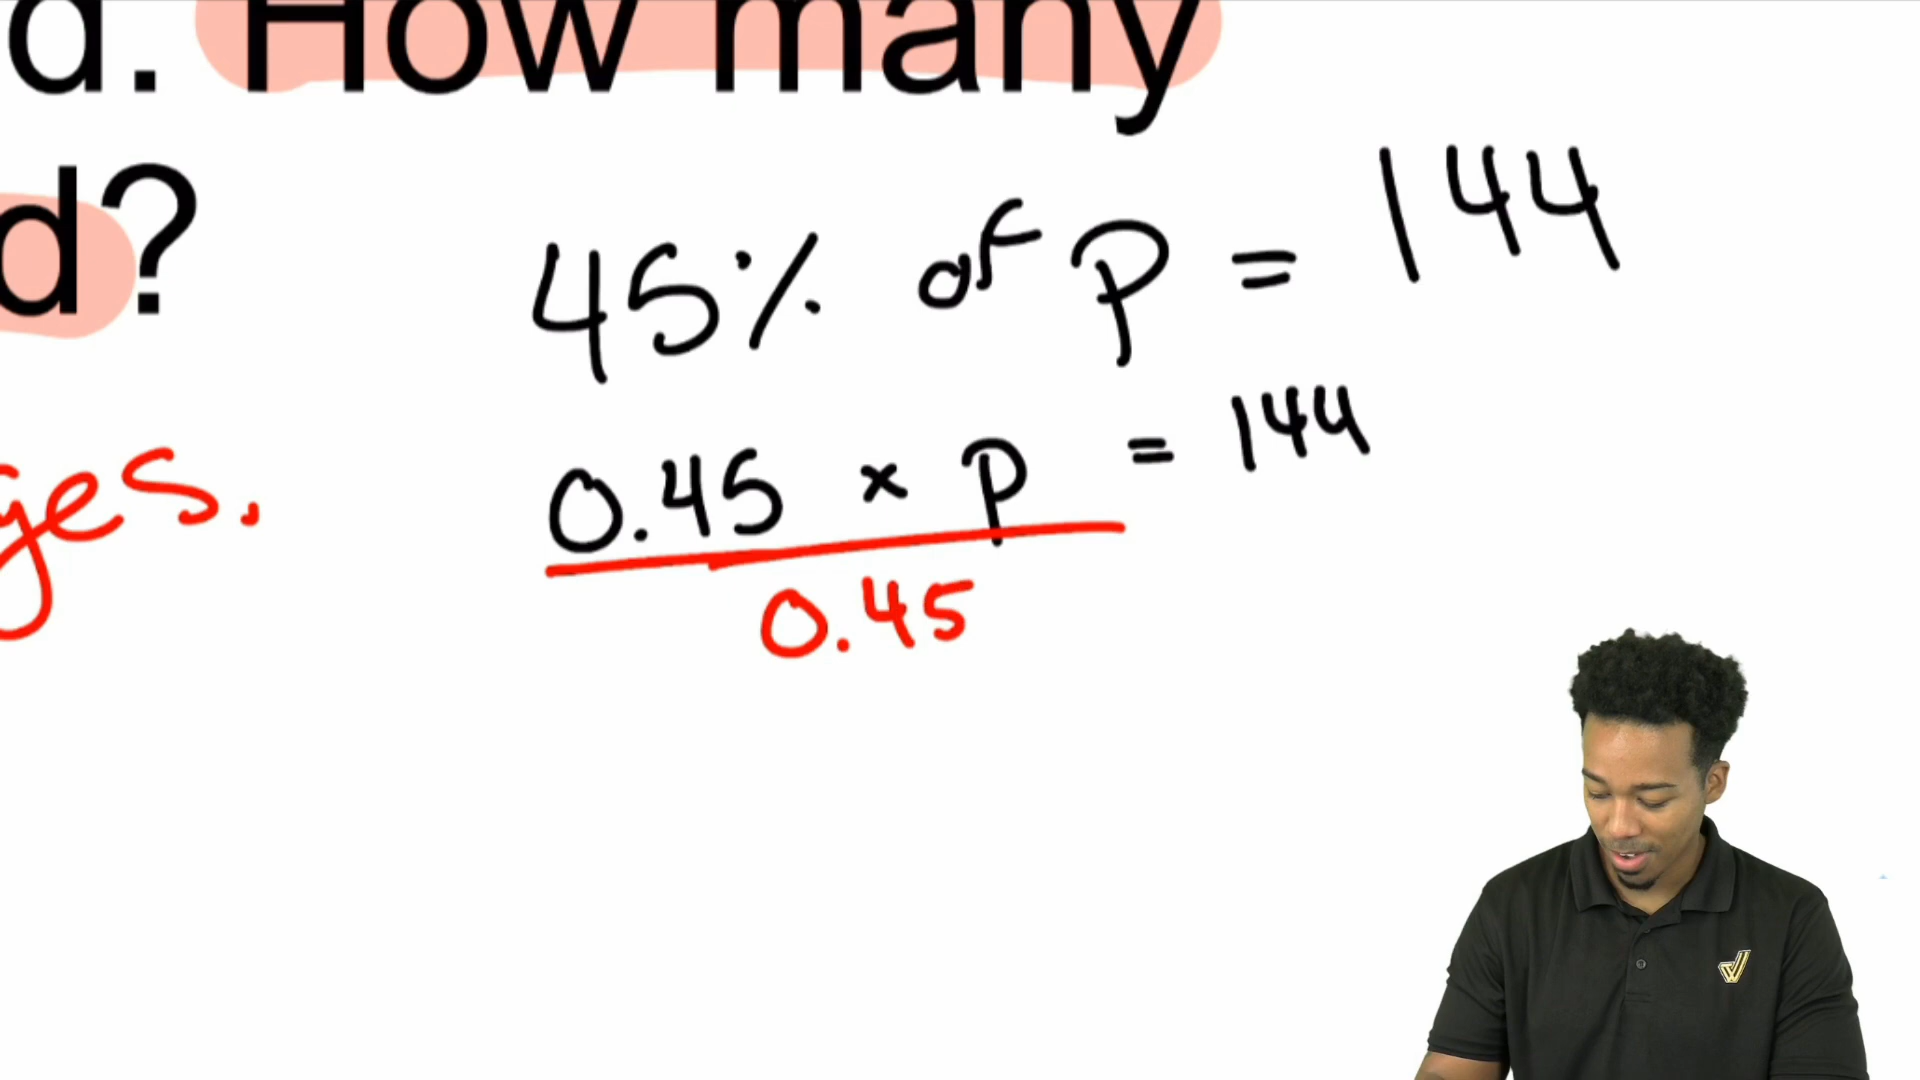 d. How many
d?
45% of P = 144
ges.
0.45 × P = 144
0.45